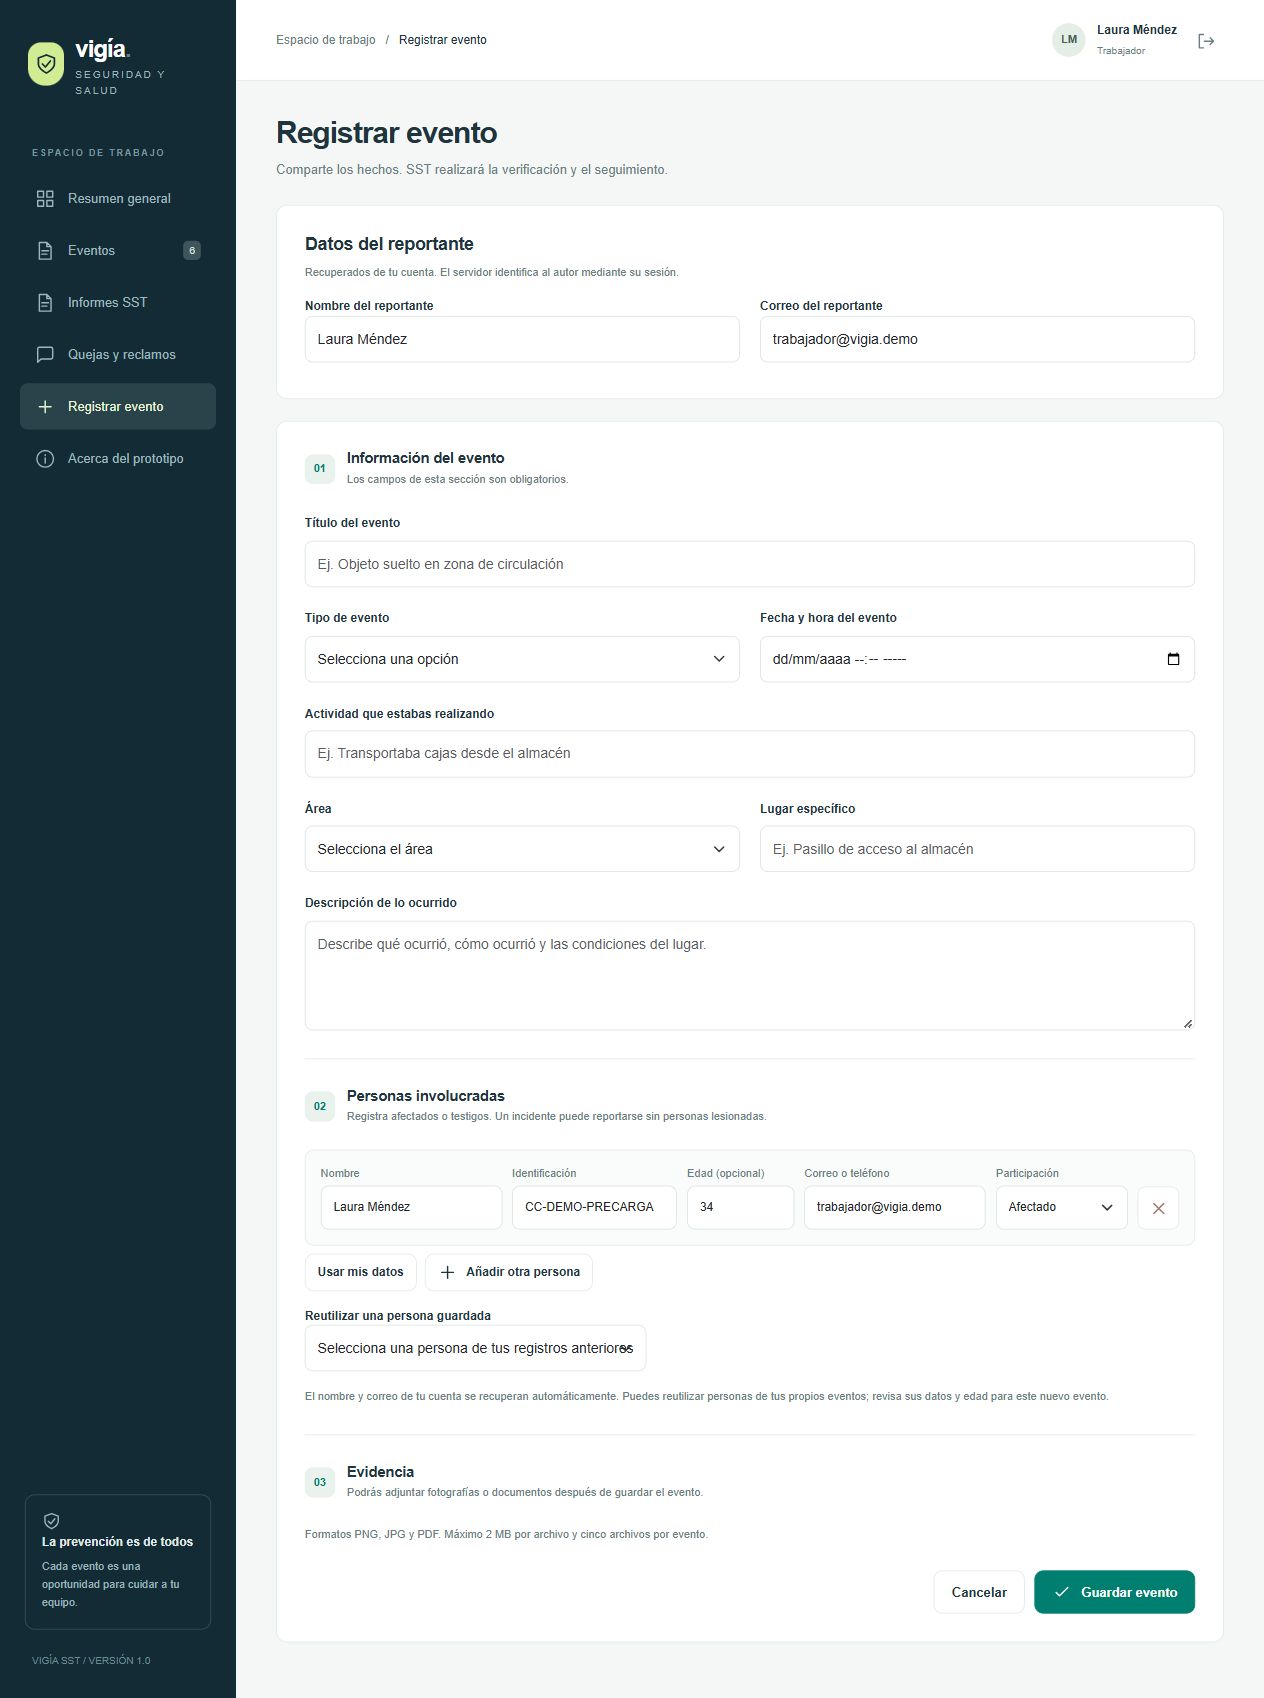 vigía.
SEGURIDAD Y
SALUD
ESPACIO DE TRABAJO
Resumen general
Eventos
6
Informes SST
Quejas y reclamos
Registrar evento
Acerca del prototipo
La prevención es de todos
Cada evento es una
oportunidad para cuidar a tu
equipo.
VIGÍA SST / VERSIÓN 1.0
Espacio de trabajo / Registrar evento
LM
Laura Méndez
Trabajador
Registrar evento
Comparte los hechos. SST realizará la verificación y el seguimiento.
Datos del reportante
Recuperados de tu cuenta. El servidor identifica al autor mediante su sesión.
Nombre del reportante
Correo del reportante
Laura Méndez
trabajador@vigia.demo
01
Información del evento
Los campos de esta sección son obligatorios.
Título del evento
Ej. Objeto suelto en zona de circulación
Tipo de evento
Fecha y hora del evento
Selecciona una opción
dd/mm/aaaa --:-- -----
Actividad que estabas realizando
Ej. Transportaba cajas desde el almacén
Área
Lugar específico
Selecciona el área
Ej. Pasillo de acceso al almacén
Descripción de lo ocurrido
Describe qué ocurrió, cómo ocurrió y las condiciones del lugar.
02
Personas involucradas
Registra afectados o testigos. Un incidente puede reportarse sin personas lesionadas.
Nombre
Identificación
Edad (opcional)
Correo o teléfono
Participación
Laura Méndez
CC-DEMO-PRECARGA
34
trabajador@vigia.demo
Afectado
Usar mis datos
Añadir otra persona
Reutilizar una persona guardada
Selecciona una persona de tus registros anteriores
El nombre y correo de tu cuenta se recuperan automáticamente. Puedes reutilizar personas de tus propios eventos; revisa sus datos y edad para este nuevo evento.
03
Evidencia
Podrás adjuntar fotografías o documentos después de guardar el evento.
Formatos PNG, JPG y PDF. Máximo 2 MB por archivo y cinco archivos por evento.
Cancelar
Guardar evento